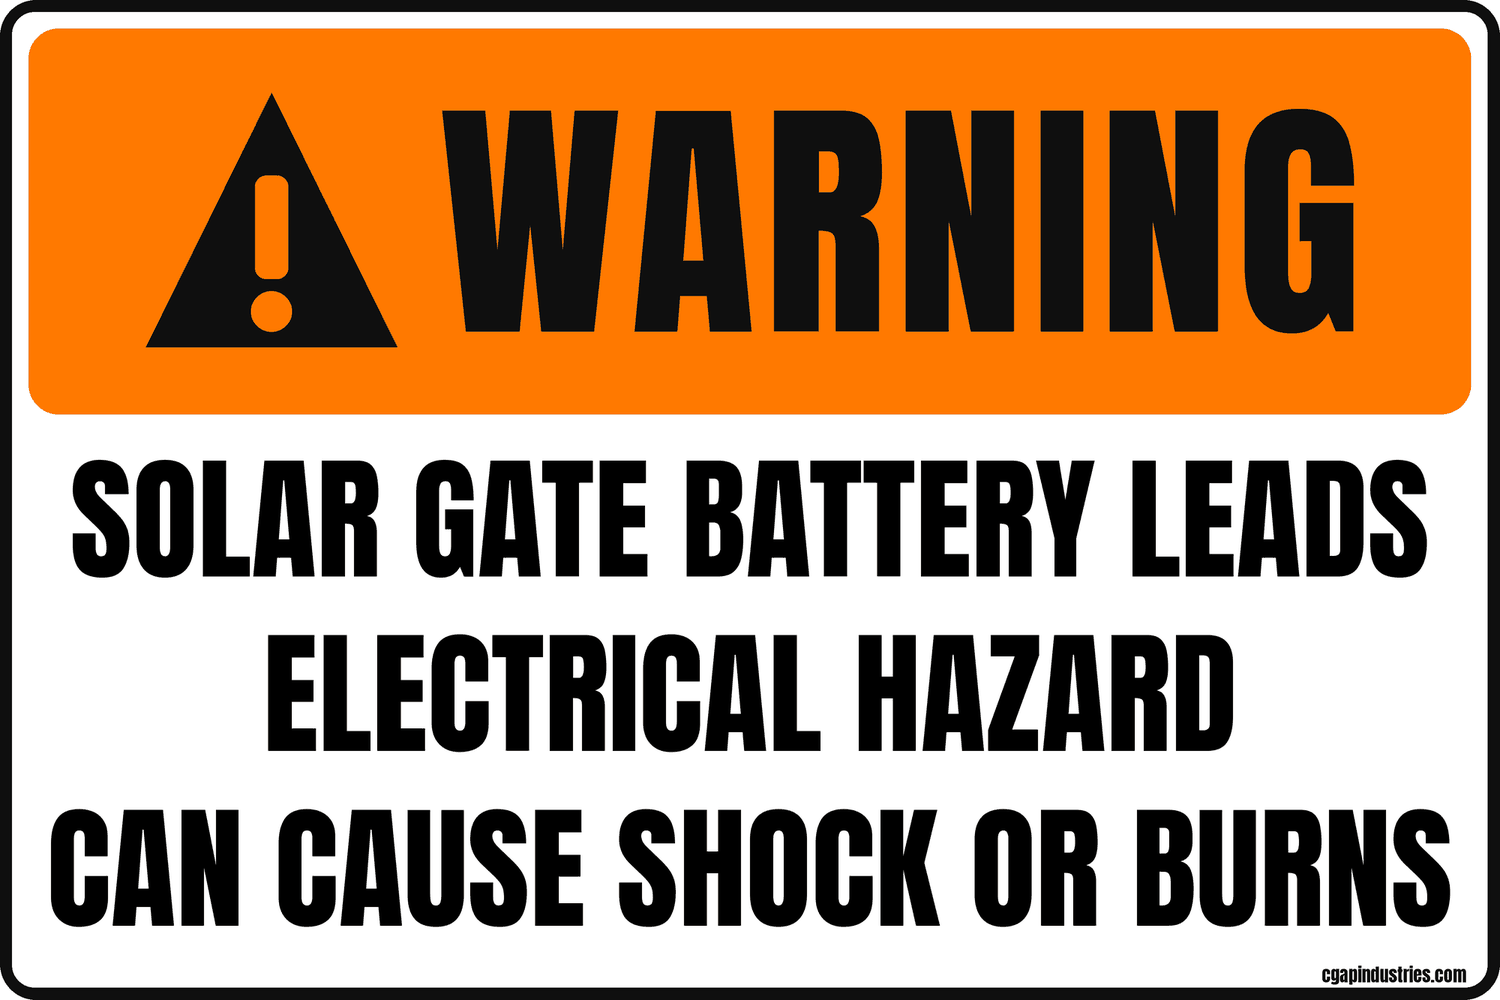 WARNING
SOLAR GATE BATTERY LEADS
ELECTRICAL HAZARD
CAN CAUSE SHOCK OR BURNS
cgapindustries.com